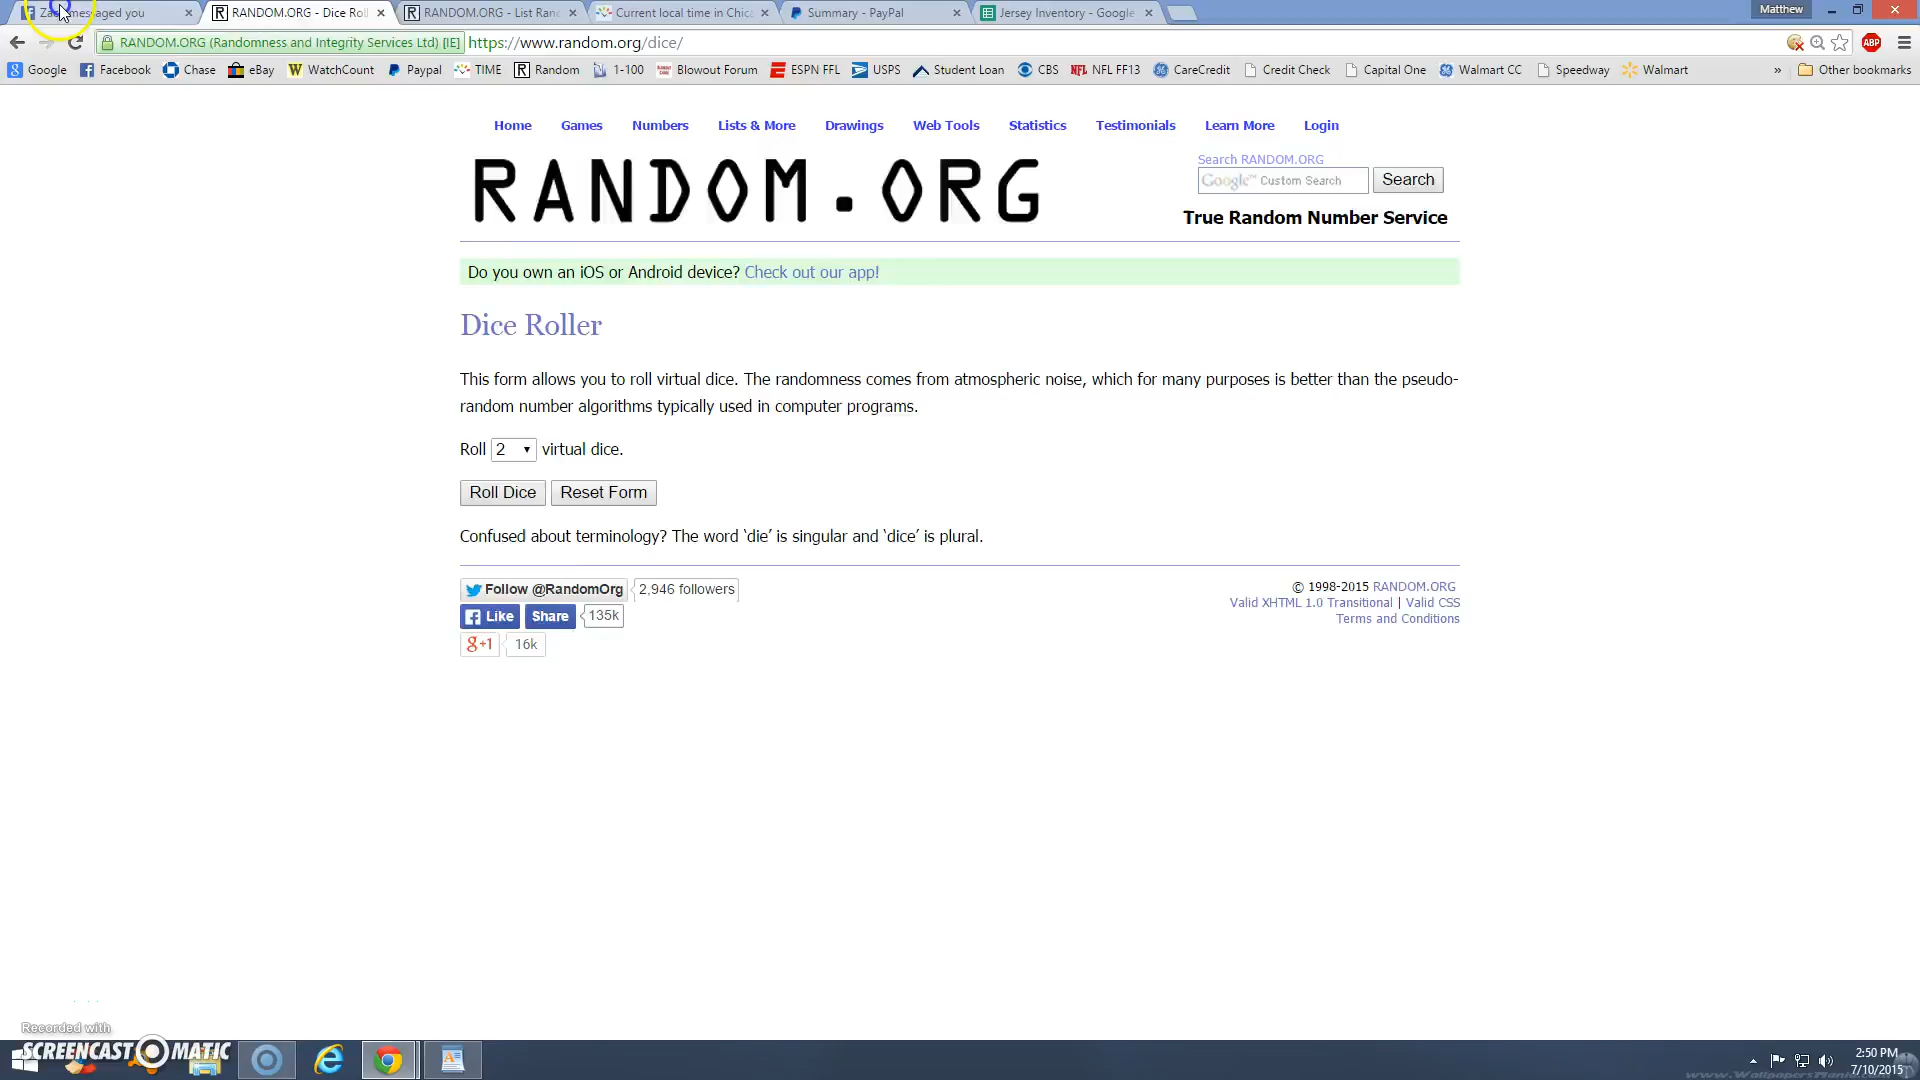 messaged you
RANDOM.ORG - Dice Roll
RANDOM.ORG - List Ran
Current local time in Chica
Summary - PayPal
Jersey Inventory - Google
Matthew
RANDOM.ORG (Randomness and Integrity Services Ltd) [IE]
https://www.random.org/dice/
ABP
Google
Facebook
Chase
eBay
WatchCount
Paypal
TIME
Random
1-100
Blowout Forum
ESPN FFL
USPS
Student Loan
CBS
NFL FF13
CareCredit
Credit Check
Capital One
Walmart CC
Speedway
Walmart
»
Other bookmarks
Home
Games
Numbers
Lists & More
Drawings
Web Tools
Statistics
Testimonials
Learn More
Login
RANDOM.ORG
Search RANDOM.ORG
Google™ Custom Search
Search
True Random Number Service
Do you own an iOS or Android device? Check out our app!
Dice Roller
This form allows you to roll virtual dice. The randomness comes from atmospheric noise, which for many purposes is better than the pseudo-
random number algorithms typically used in computer programs.
Roll 2 virtual dice.
Roll Dice
Reset Form
Confused about terminology? The word ‘die’ is singular and ‘dice’ is plural.
Follow @RandomOrg
2,946 followers
Like
Share
135k
g+1
16k
© 1998-2015 RANDOM.ORG
Valid XHTML 1.0 Transitional | Valid CSS
Terms and Conditions
Recorded with
SCREENCAST MATIC
2:50 PM
7/10/2015